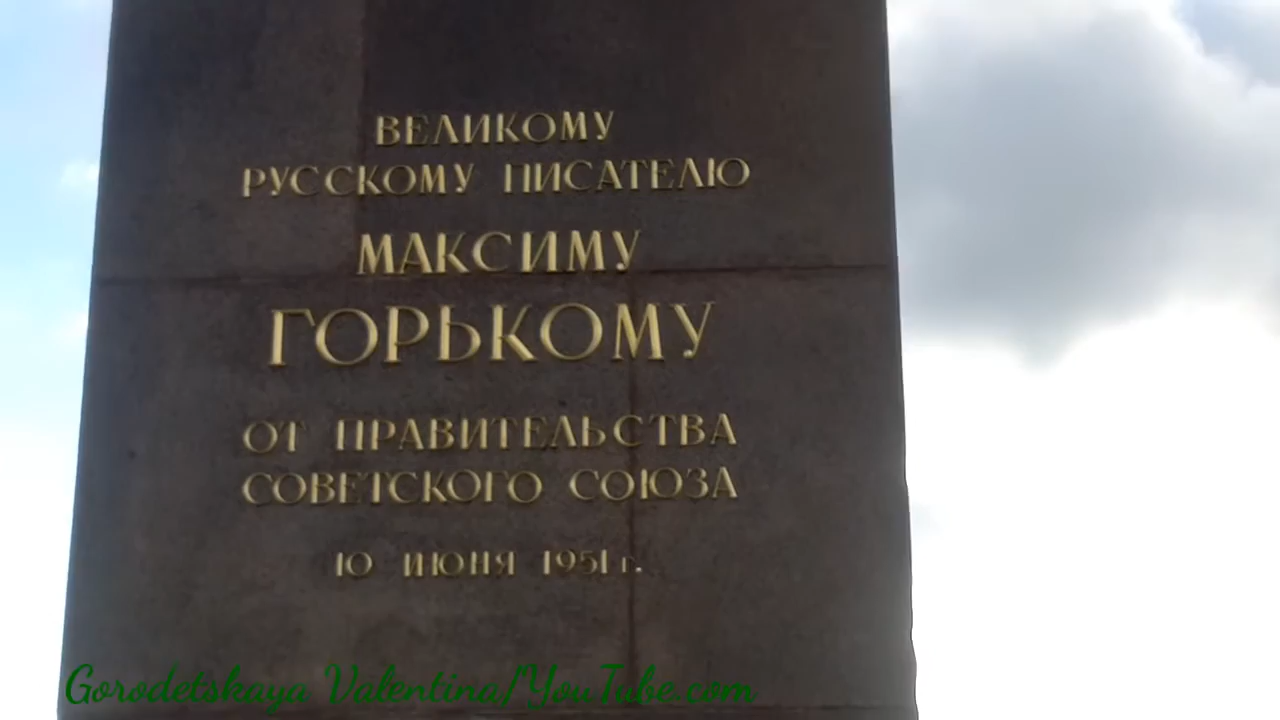 ВЕЛИКОМУ
РУССКОМУ ПИСАТЕЛЮ
МАКСИМУ
ГОРЬКОМУ
ОТ ПРАВИТЕЛЬСТВА
СОВЕТСКОГО СОЮЗА
10 ИЮНЯ 1951 г.
Gorodetskaya Valentina/YouTube.com